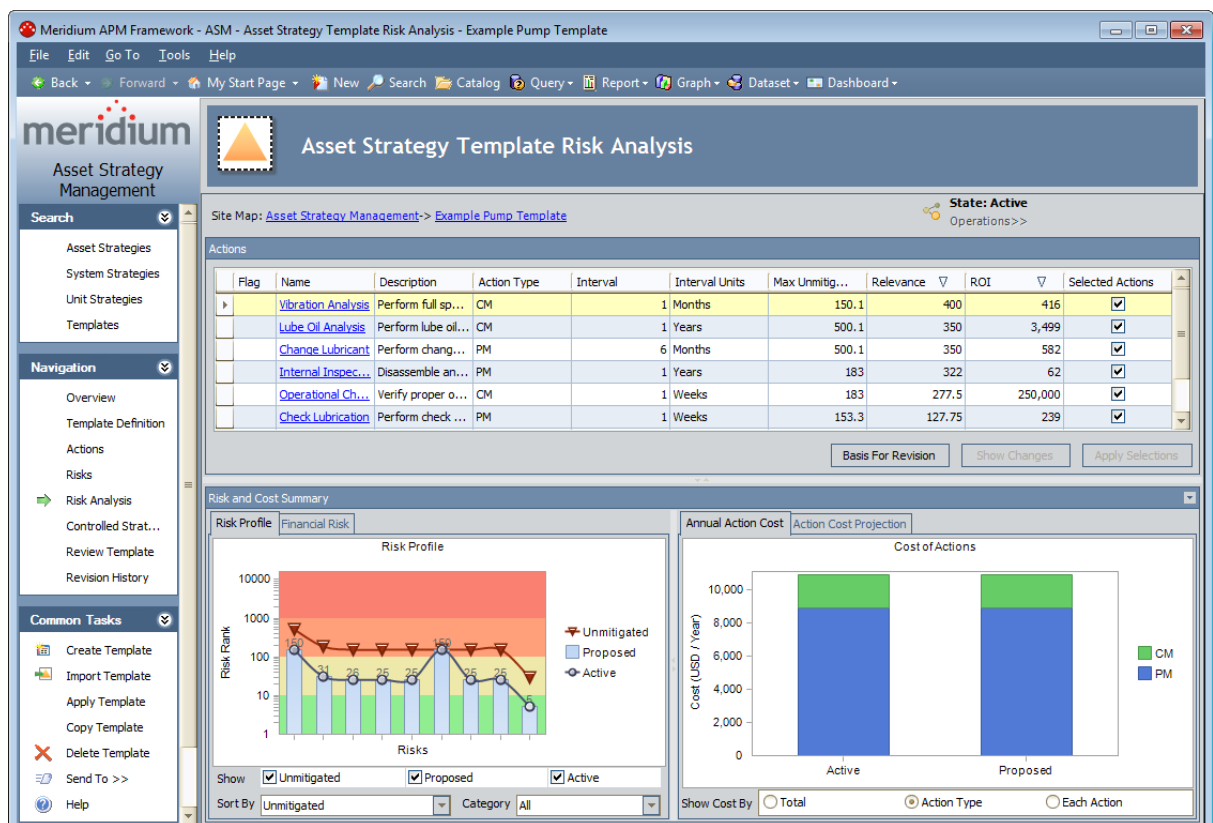 Meridium APM Framework - ASM - Asset Strategy Template Risk Analysis - Example Pump Template
File Edit Go To Tools Help
Back Forward My Start Page New Search Catalog Query Report Graph Dataset Dashboard
meridium
Asset Strategy
Management
Search
Asset Strategies
System Strategies
Unit Strategies
Templates
Navigation
Overview
Template Definition
Actions
Risks
Risk Analysis
Controlled Strat...
Review Template
Revision History
Common Tasks
Create Template
Import Template
Apply Template
Copy Template
Delete Template
Send To >>
Help
Asset Strategy Template Risk Analysis
Site Map: Asset Strategy Management-> Example Pump Template
State: Active
Operations>>
Actions
Flag Name Description Action Type Interval Interval Units Max Unmitig... Relevance ROI Selected Actions
Vibration Analysis Perform full sp... CM 1 Months 150.1 400 416
Lube Oil Analysis Perform lube oil... CM 1 Years 500.1 350 3,499
Change Lubricant Perform chang... PM 6 Months 500.1 350 582
Internal Inspec... Disassemble an... PM 1 Years 183 322 62
Operational Ch... Verify proper o... CM 1 Weeks 183 277.5 250,000
Check Lubrication Perform check ... PM 1 Weeks 153.3 127.75 239
Basis For Revision Show Changes Apply Selections
Risk and Cost Summary
Risk Profile Financial Risk
Risk Profile
Risk Rank
10000
1000
100
10
1
150 31 26 25 25 150 25 25 5
Risks
Unmitigated
Proposed
Active
Show Unmitigated Proposed Active
Sort By Unmitigated Category All
Annual Action Cost Action Cost Projection
Cost of Actions
Cost (USD / Year)
10,000
8,000
6,000
4,000
2,000
0
Active Proposed
CM
PM
Show Cost By Total Action Type Each Action